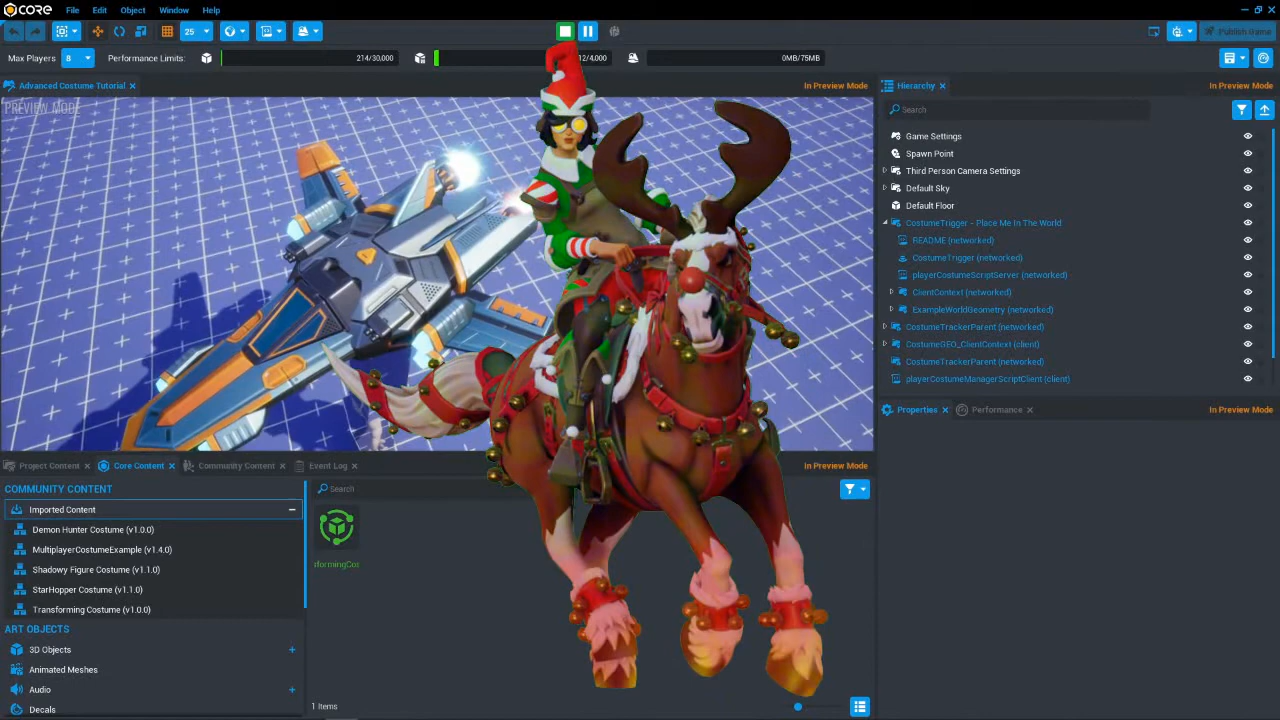 CORE File Edit Object Window Help
25 Publish Game
Max Players 8 Performance Limits: 214/30,000 12/4,000 0MB/75MB
Advanced Costume Tutorial In Preview Mode
PREVIEW MODE
Hierarchy In Preview Mode
Search
Game Settings
Spawn Point
Third Person Camera Settings
Default Sky
Default Floor
CostumeTrigger - Place Me In The World
README (networked)
CostumeTrigger (networked)
playerCostumeScriptServer (networked)
ClientContext (networked)
ExampleWorldGeometry (networked)
CostumeTrackerParent (networked)
CostumeGEO_ClientContext (client)
CostumeTrackerParent (networked)
playerCostumeManagerScriptClient (client)
Properties Performance In Preview Mode
Project Content Core Content Community Content Event Log In Preview Mode
COMMUNITY CONTENT
Imported Content
Demon Hunter Costume (v1.0.0)
MultiplayerCostumeExample (v1.4.0)
Shadowy Figure Costume (v1.1.0)
StarHopper Costume (v1.1.0)
Transforming Costume (v1.0.0)
ART OBJECTS
3D Objects
Animated Meshes
Audio
Decals
Search
rformingCos
1 Items